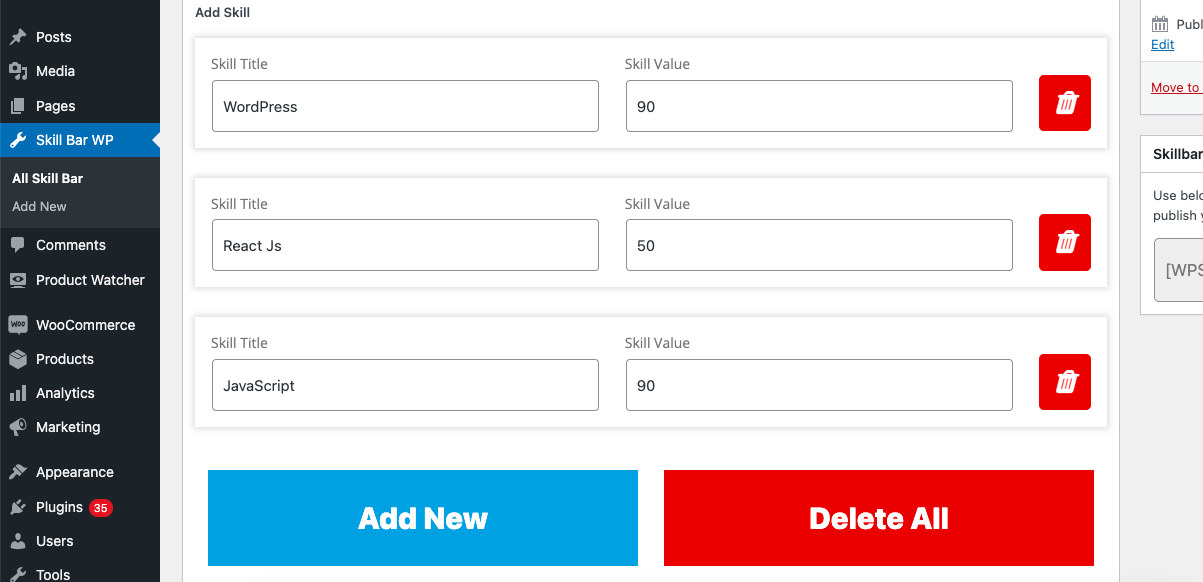 Posts
Media
Pages
Skill Bar WP
All Skill Bar
Add New
Comments
Product Watcher
WooCommerce
Products
Analytics
Marketing
Appearance
Plugins 35
Users
Tools
Add Skill
Skill Title Skill Value
WordPress 90
Skill Title Skill Value
React Js 50
Skill Title Skill Value
JavaScript 90
Add New Delete All
Publ
Edit
Move to
Skillbar
Use belo
publish y
[WPS